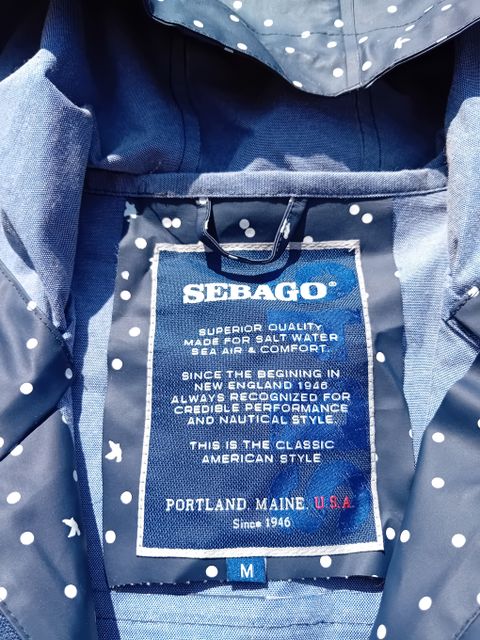 SEBAGO®
SUPERIOR QUALITY
MADE FOR SALT WATER
SEA AIR & COMFORT.
SINCE THE BEGINING IN
NEW ENGLAND 1946
ALWAYS RECOGNIZED FOR
CREDIBLE PERFORMANCE
AND NAUTICAL STYLE.
THIS IS THE CLASSIC
AMERICAN STYLE
PORTLAND, MAINE, U.S.A.
Since 1946
M